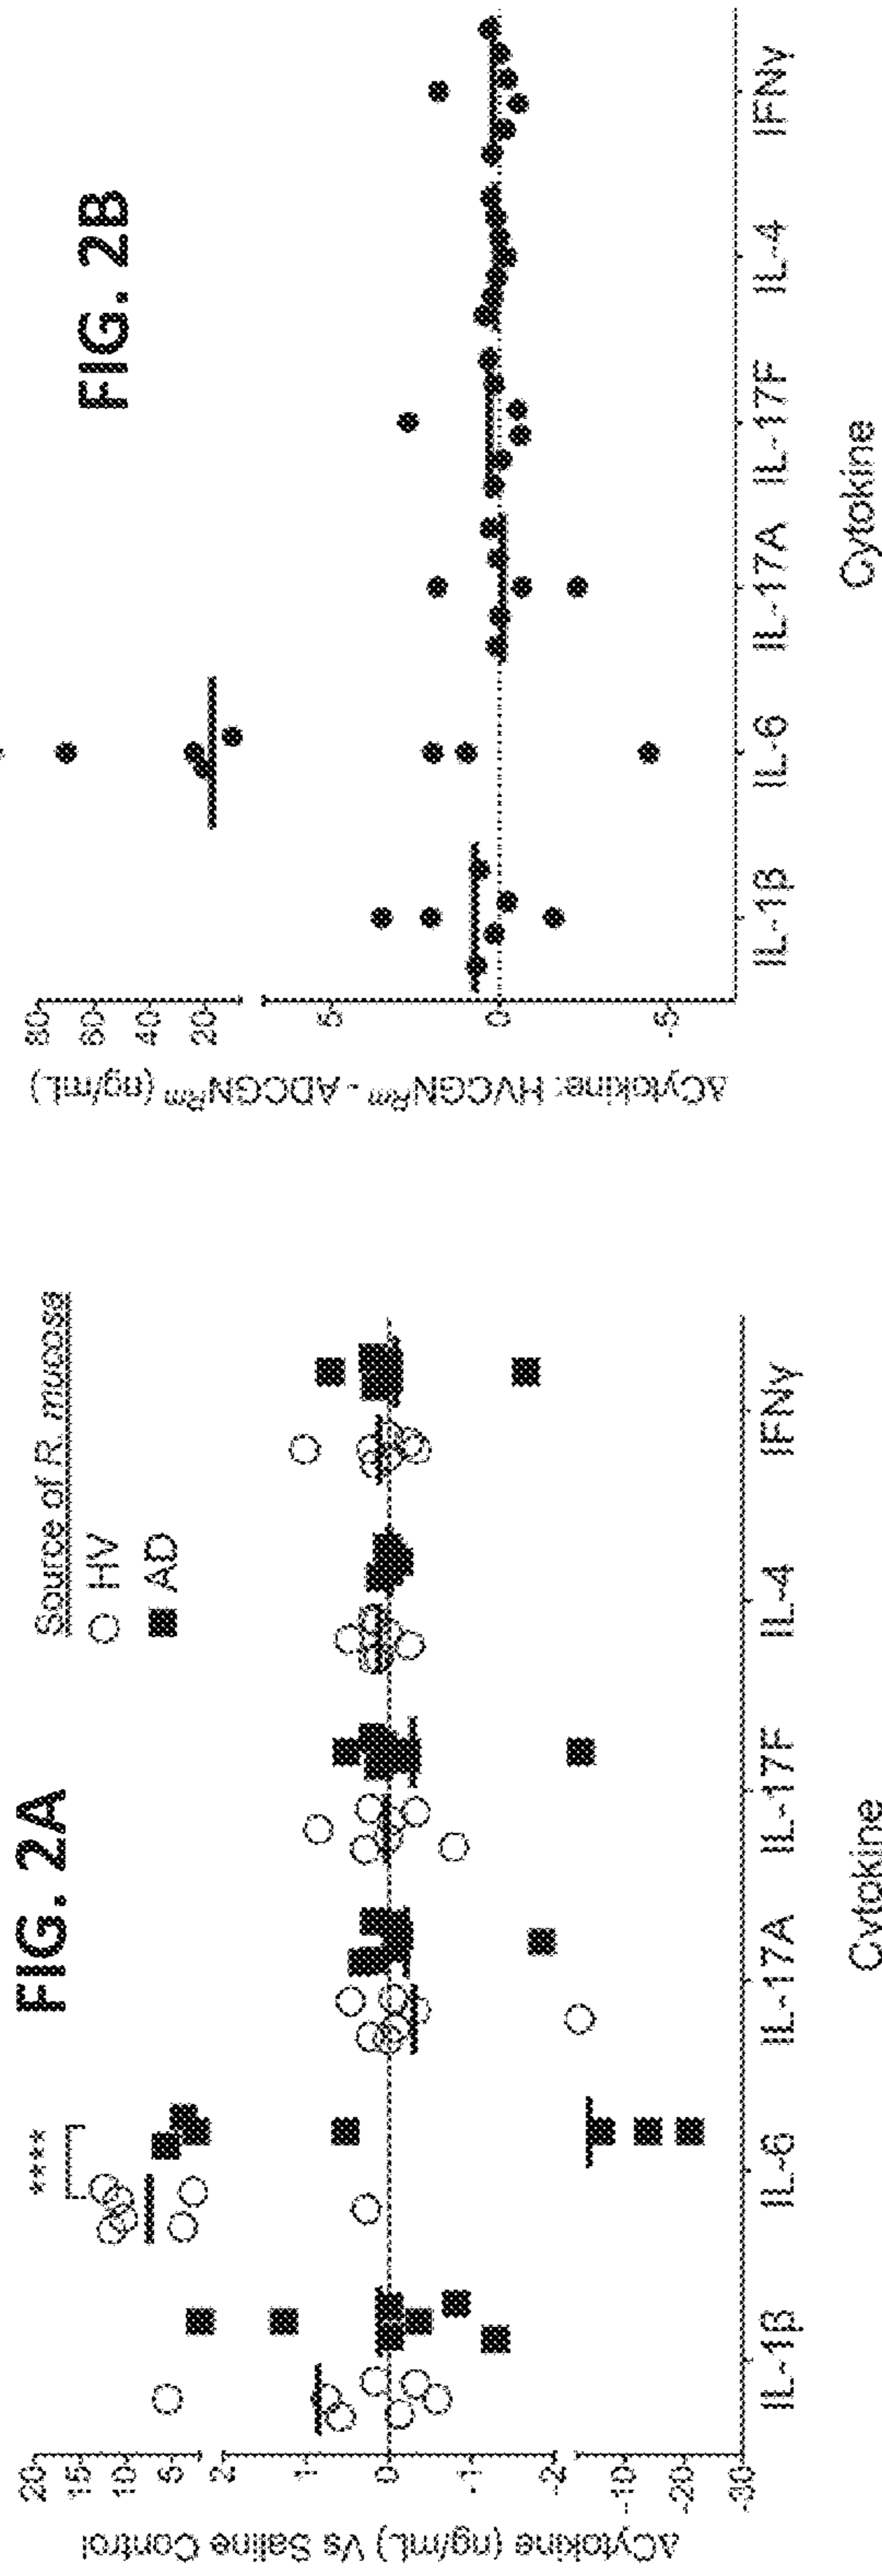 FIG. 2A
Source of R. mucosa
HV
AD
****
ΔCytokine (ng/mL) Vs Saline Control
20
15
10
5
2
1
0
-1
-2
-10
-20
-30
IL-1β
IL-6
IL-17A
IL-17F
IL-4
IFNγ
Cytokine
FIG. 2B
ΔCytokine: HVCGN^Rm - ADCGN^Rm (ng/mL)
80
60
40
20
5
0
-5
IL-1β
IL-6
IL-17A
IL-17F
IL-4
IFNγ
Cytokine